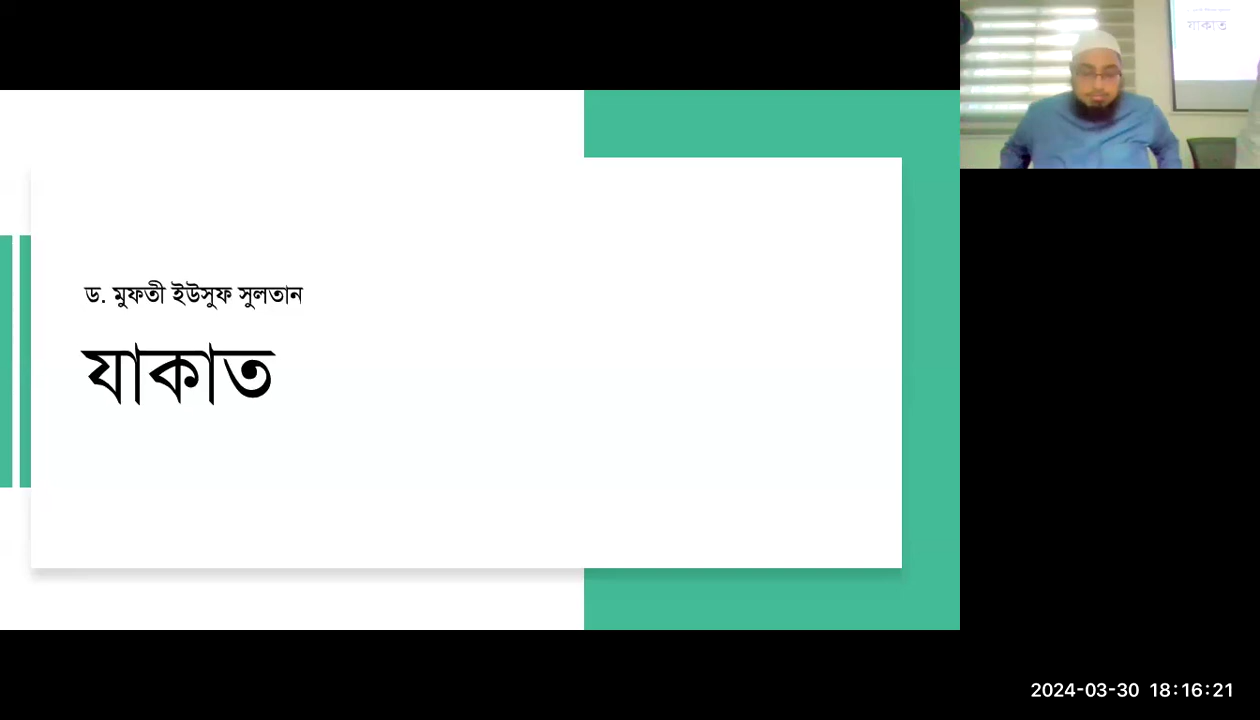 ড. মুফতী ইউসুফ সুলতান
যাকাত
যাকাত
2024-03-30 18:16:21